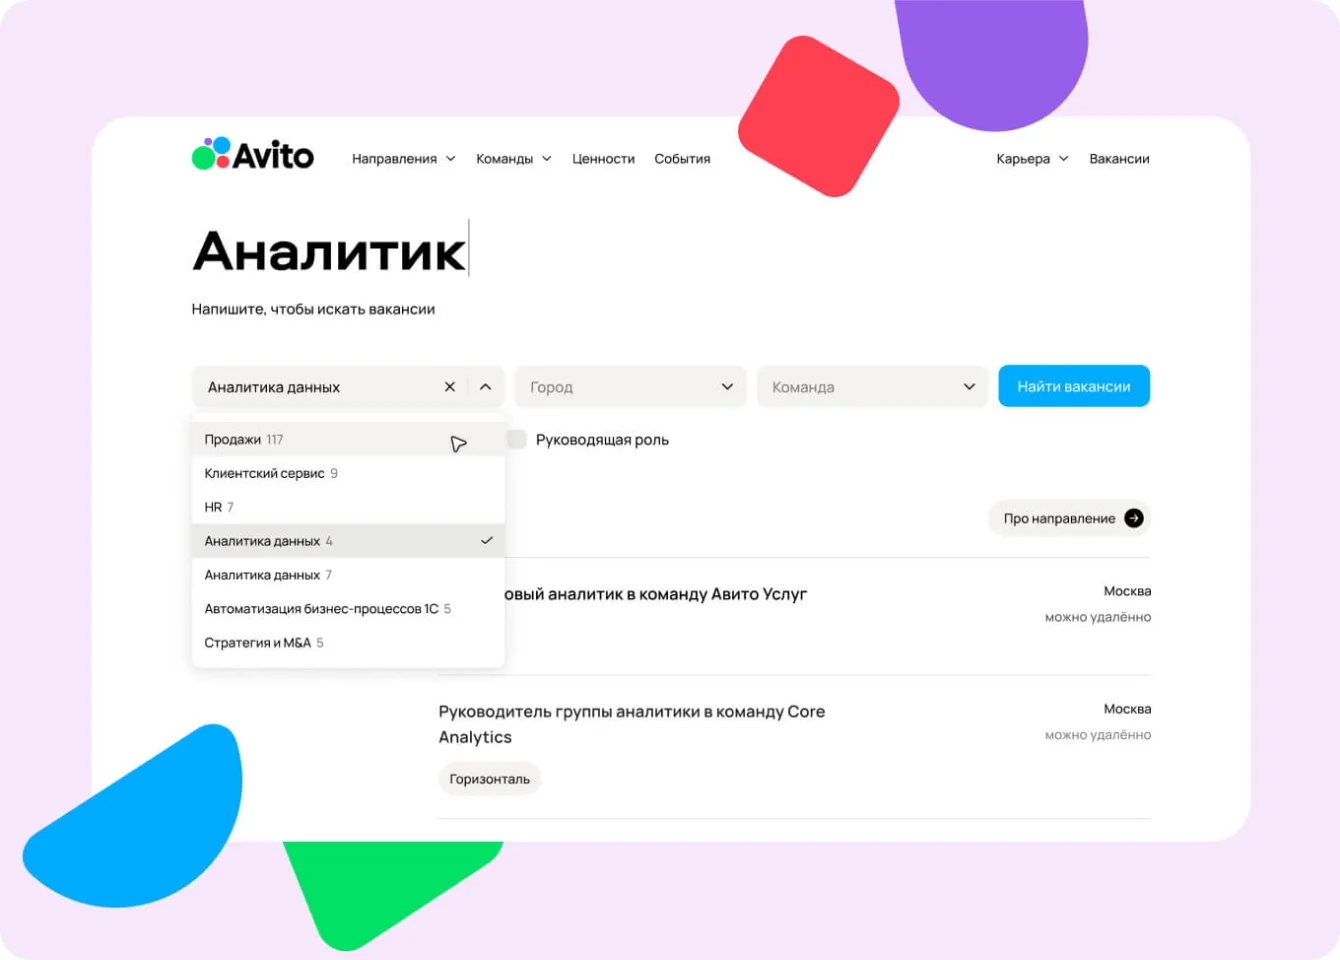 Avito
Направления
Команды
Ценности
События
Карьера
Вакансии
Аналитик
Напишите, чтобы искать вакансии
Аналитика данных
Город
Команда
Найти вакансии
Продажи 117
Клиентский сервис 9
HR 7
Аналитика данных 4
Аналитика данных 7
Автоматизация бизнес-процессов 1С 5
Стратегия и M&A 5
Руководящая роль
Про направление
аналитик в команду Авито Услуг
Москва
можно удалённо
Руководитель группы аналитики в команду Core
Analytics
Москва
можно удалённо
Горизонталь